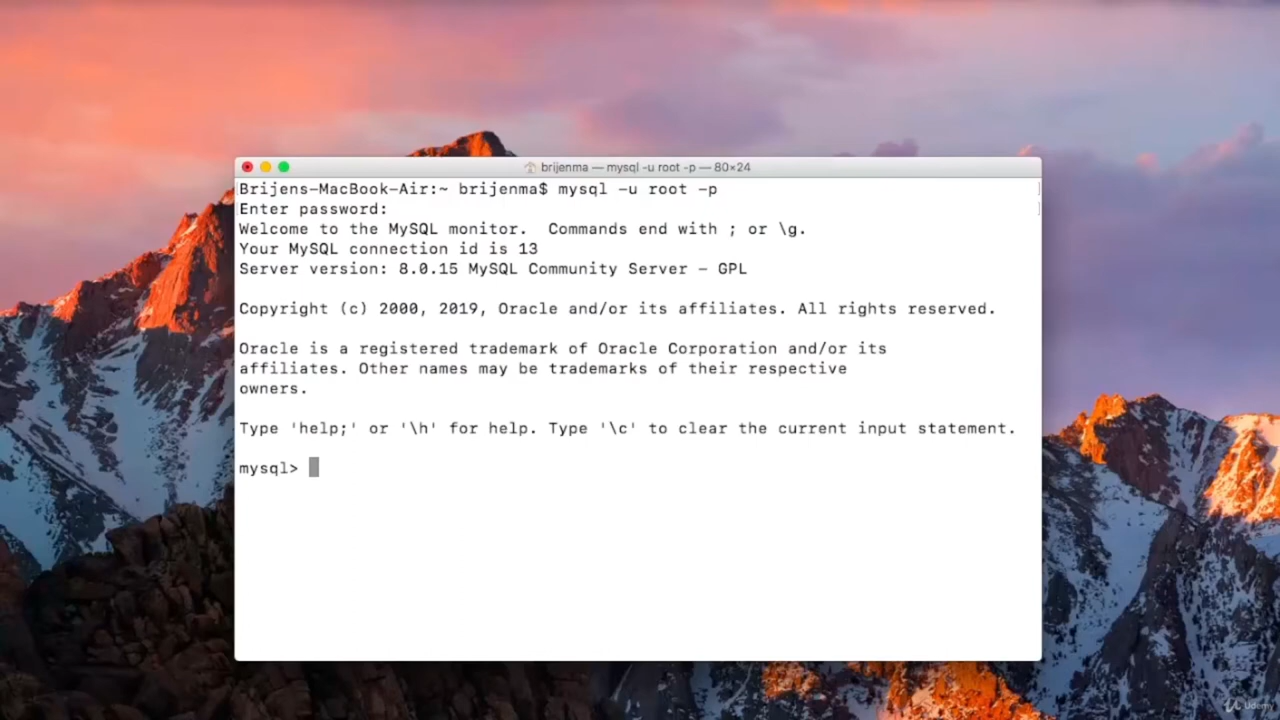 brijenma — mysql -u root -p — 80×24
Brijens-MacBook-Air:~ brijenma$ mysql -u root -p
Enter password:
Welcome to the MySQL monitor.  Commands end with ; or \g.
Your MySQL connection id is 13
Server version: 8.0.15 MySQL Community Server - GPL
Copyright (c) 2000, 2019, Oracle and/or its affiliates. All rights reserved.
Oracle is a registered trademark of Oracle Corporation and/or its
affiliates. Other names may be trademarks of their respective
owners.
Type 'help;' or '\h' for help. Type '\c' to clear the current input statement.
mysql>
Udemy